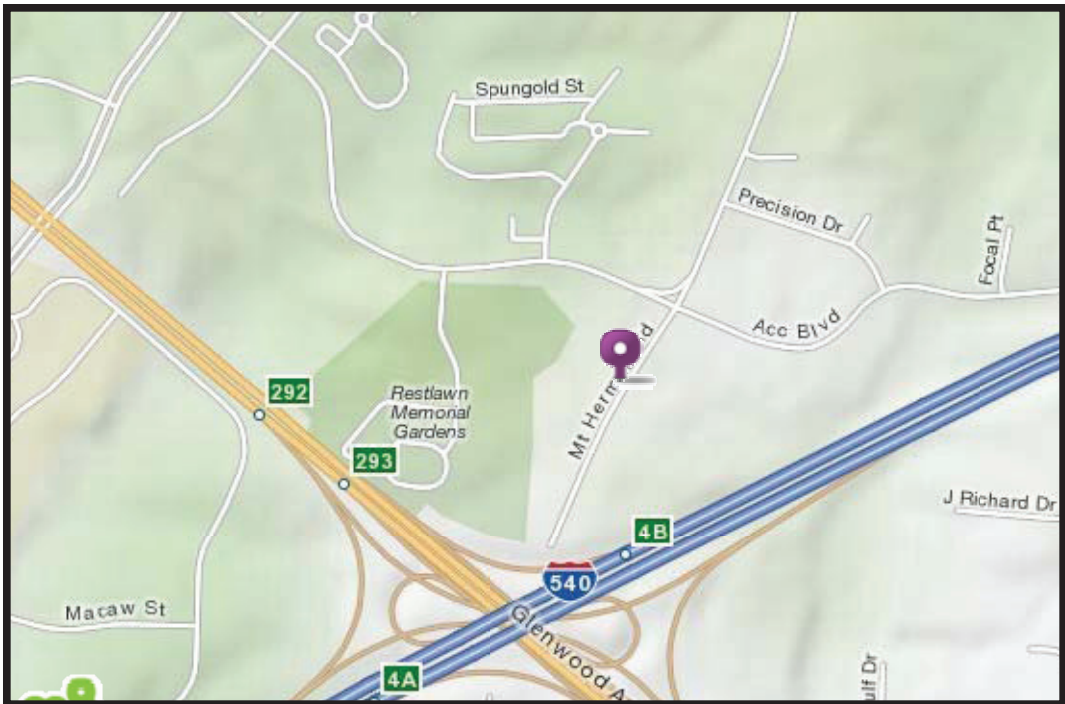 Spungold St
Precision Dr
Focal Pt
Acc Blvd
Mt Herm
292
Restlawn
Memorial
Gardens
293
J Richard Dr
4B
540
Macaw St
Glenwood A
ulf Dr
4A